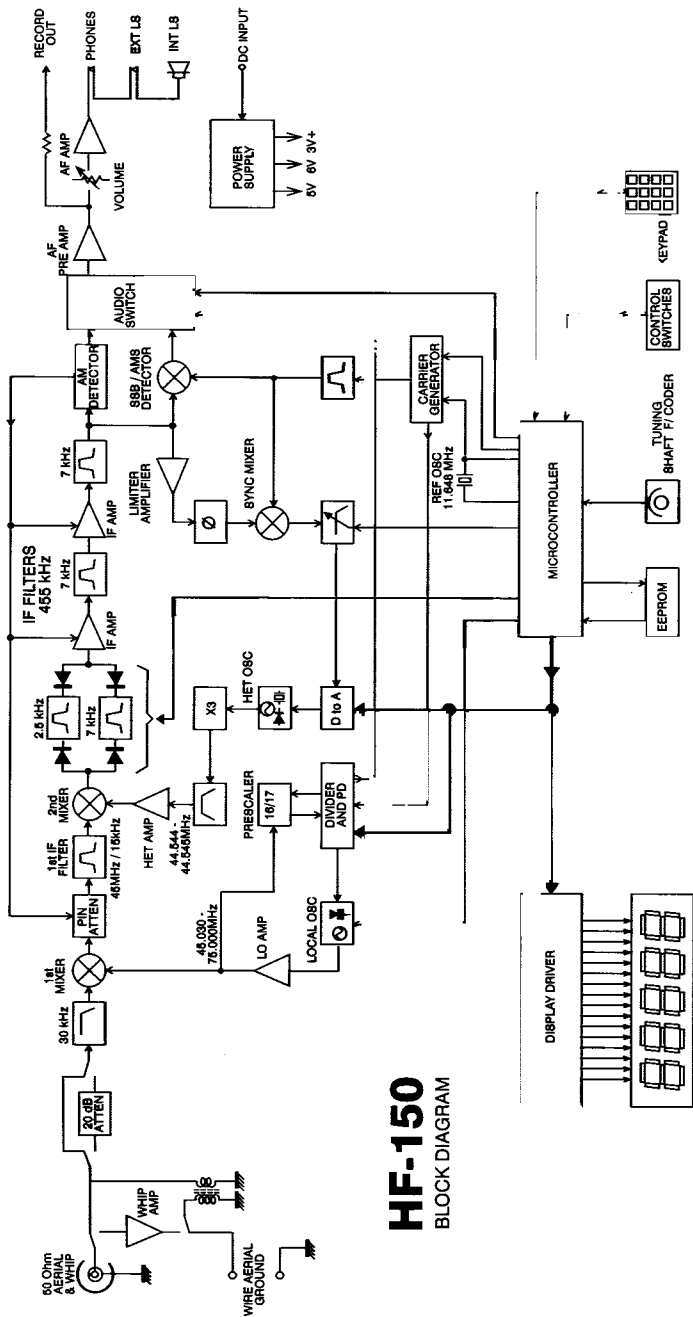 50 Ohm
AERIAL
& WHIP
WHIP
AMP
WIRE AERIAL
GROUND
20 dB
ATTEN
30 kHz
1st
MIXER
PIN
ATTEN
1st IF
FILTER
45MHz / 15kHz
2nd
MIXER
2.5 kHz
7 kHz
IF FILTERS
455 kHz
IF AMP
7 kHz
IF AMP
7 kHz
AM
DETECTOR
SSB / AMS
DETECTOR
AUDIO
SWITCH
AF
PRE AMP
VOLUME
AF AMP
RECORD
OUT
PHONES
EXT LS
INT LS
DC INPUT
POWER
SUPPLY
5V 6V 3V+
LIMITER
AMPLIFIER
Ø
SYNC MIXER
HET AMP
44.544 -
44.545MHz
X3
HET OSC
D to A
45.030 -
75.000MHz
PRESCALER
16/17
DIVIDER
AND PD
LO AMP
LOCAL OSC
CARRIER
GENERATOR
REF OSC
11.648 MHz
MICROCONTROLLER
DISPLAY DRIVER
EEPROM
TUNING
SHAFT F/CODER
CONTROL
SWITCHES
KEYPAD
HF-150
BLOCK DIAGRAM